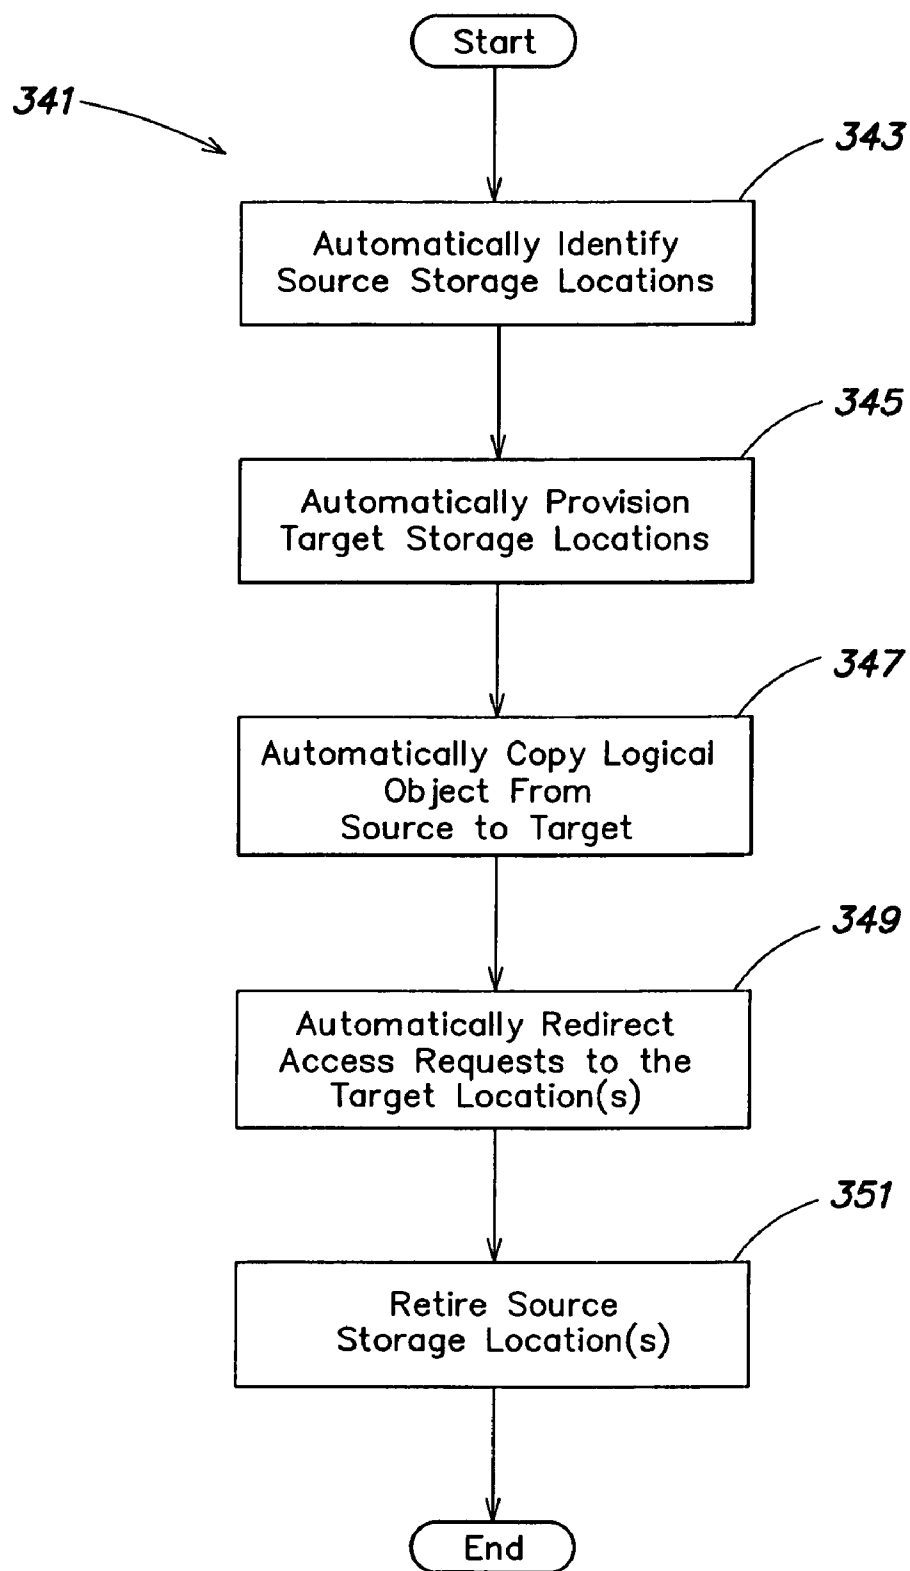 Start
341
343
Automatically Identify
Source Storage Locations
345
Automatically Provision
Target Storage Locations
347
Automatically Copy Logical
Object From
Source to Target
349
Automatically Redirect
Access Requests to the
Target Location(s)
351
Retire Source
Storage Location(s)
End